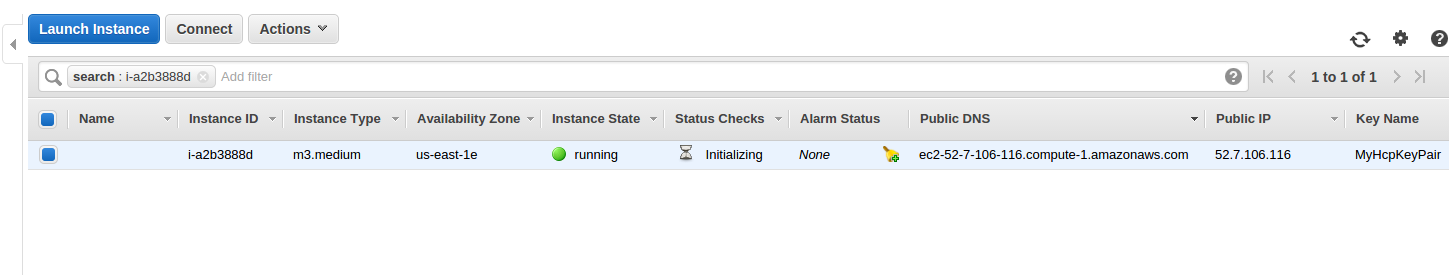 Launch Instance Connect Actions
search : i-a2b3888d Add filter 1 to 1 of 1
Name Instance ID Instance Type Availability Zone Instance State Status Checks Alarm Status Public DNS Public IP Key Name
i-a2b3888d m3.medium us-east-1e running Initializing None ec2-52-7-106-116.compute-1.amazonaws.com 52.7.106.116 MyHcpKeyPair